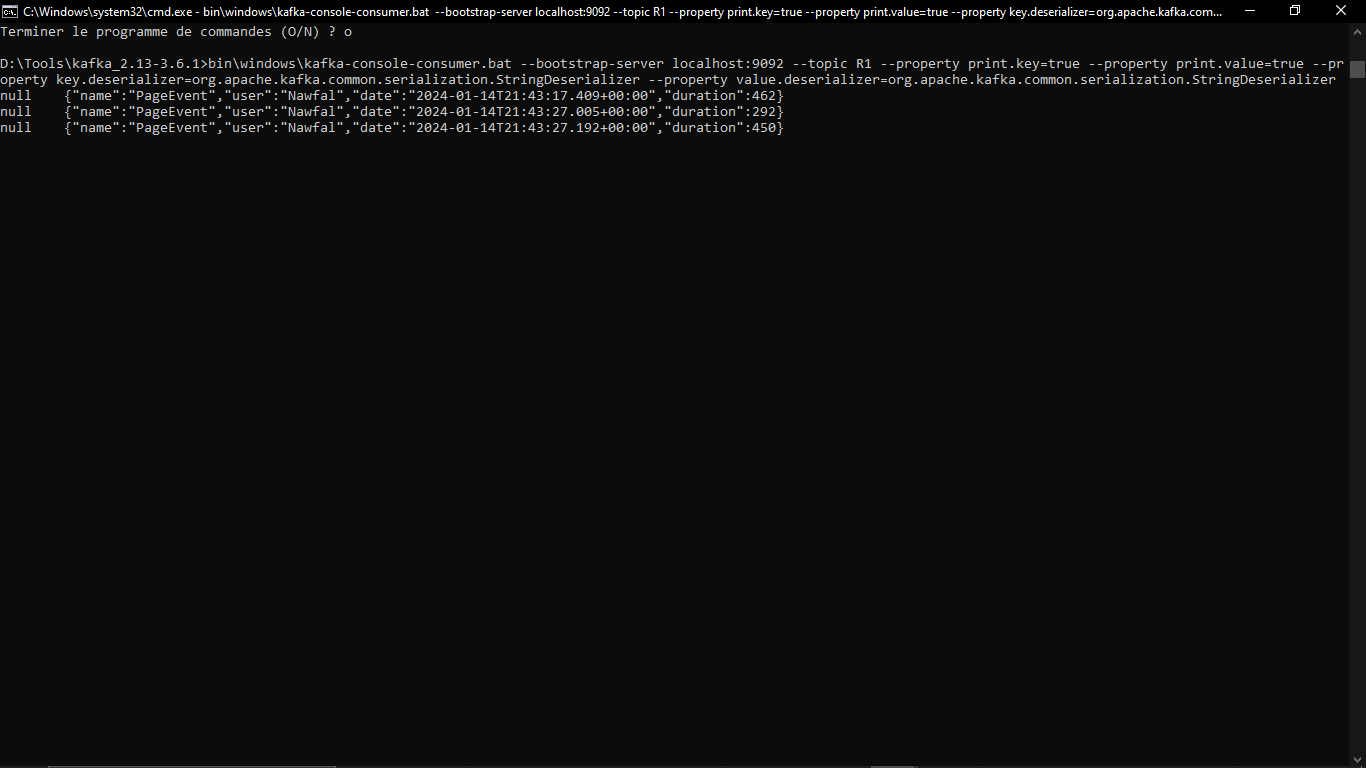 C:\Windows\system32\cmd.exe - bin\windows\kafka-console-consumer.bat --bootstrap-server localhost:9092 --topic R1 --property print.key=true --property print.value=true --property key.deserializer=org.apache.kafka.com...
Terminer le programme de commandes (O/N) ? o
D:\Tools\kafka_2.13-3.6.1>bin\windows\kafka-console-consumer.bat --bootstrap-server localhost:9092 --topic R1 --property print.key=true --property print.value=true --pr
operty key.deserializer=org.apache.kafka.common.serialization.StringDeserializer --property value.deserializer=org.apache.kafka.common.serialization.StringDeserializer
null    {"name":"PageEvent","user":"Nawfal","date":"2024-01-14T21:43:17.409+00:00","duration":462}
null    {"name":"PageEvent","user":"Nawfal","date":"2024-01-14T21:43:27.005+00:00","duration":292}
null    {"name":"PageEvent","user":"Nawfal","date":"2024-01-14T21:43:27.192+00:00","duration":450}